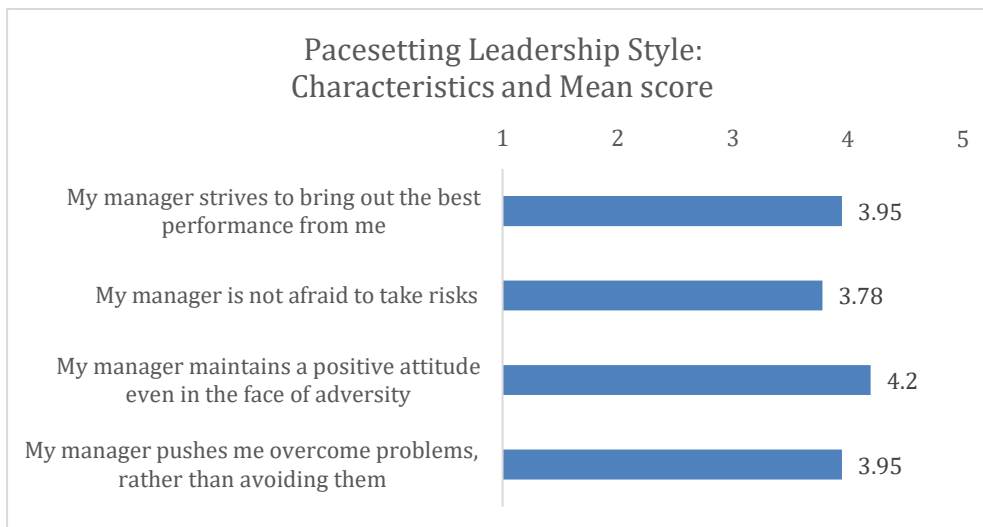 Pacesetting Leadership Style:
Characteristics and Mean score
1 2 3 4 5
My manager strives to bring out the best
performance from me
3.95
My manager is not afraid to take risks
3.78
My manager maintains a positive attitude
even in the face of adversity
4.2
My manager pushes me overcome problems,
rather than avoiding them
3.95